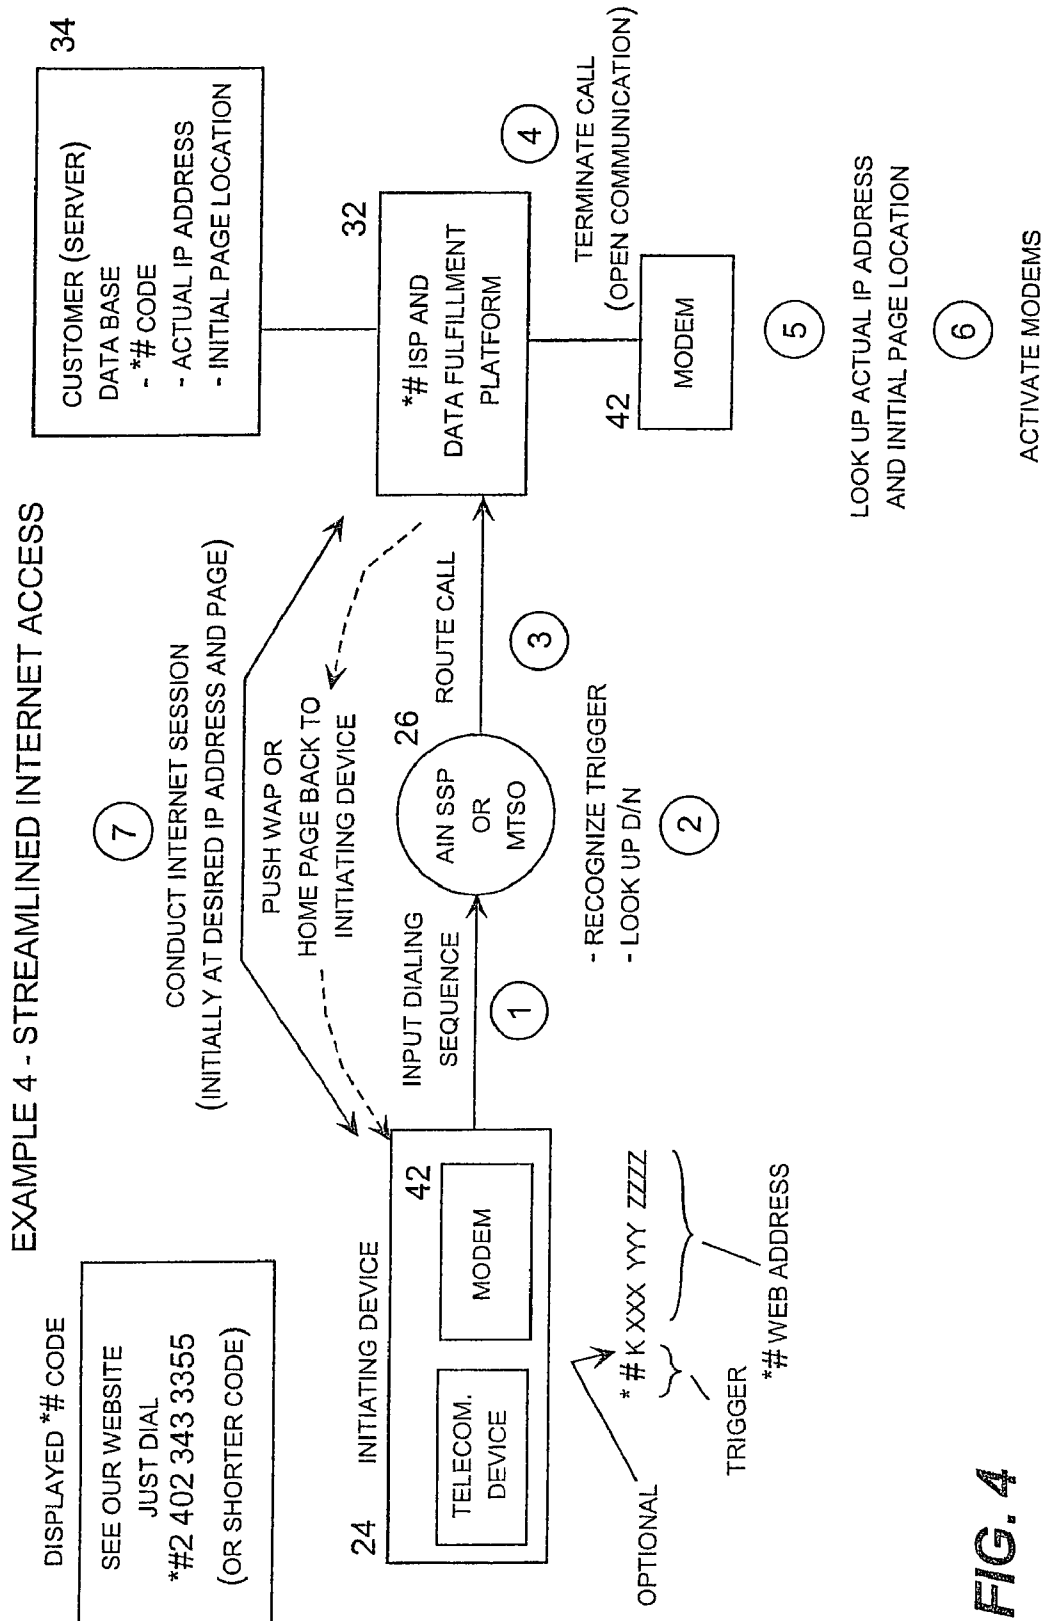 EXAMPLE 4 - STREAMLINED INTERNET ACCESS
DISPLAYED *# CODE
SEE OUR WEBSITE
JUST DIAL
*#2 402 343 3355
(OR SHORTER CODE)
7
CONDUCT INTERNET SESSION
(INITIALLY AT DESIRED IP ADDRESS AND PAGE)
PUSH WAP OR
HOME PAGE BACK TO
INITIATING DEVICE
34
CUSTOMER (SERVER)
DATA BASE
- *# CODE
- ACTUAL IP ADDRESS
- INITIAL PAGE LOCATION
24
INITIATING DEVICE
TELECOM.
DEVICE
42
MODEM
INPUT DIALING
SEQUENCE
1
26
AIN SSP
OR
MTSO
ROUTE CALL
3
32
*# ISP AND
DATA FULFILLMENT
PLATFORM
4
TERMINATE CALL
(OPEN COMMUNICATION)
42
MODEM
- RECOGNIZE TRIGGER
- LOOK UP D/N
2
OPTIONAL
* # K XXX YYY ZZZZ
TRIGGER
*# WEB ADDRESS
5
LOOK UP ACTUAL IP ADDRESS
AND INITIAL PAGE LOCATION
6
ACTIVATE MODEMS
FIG. 4